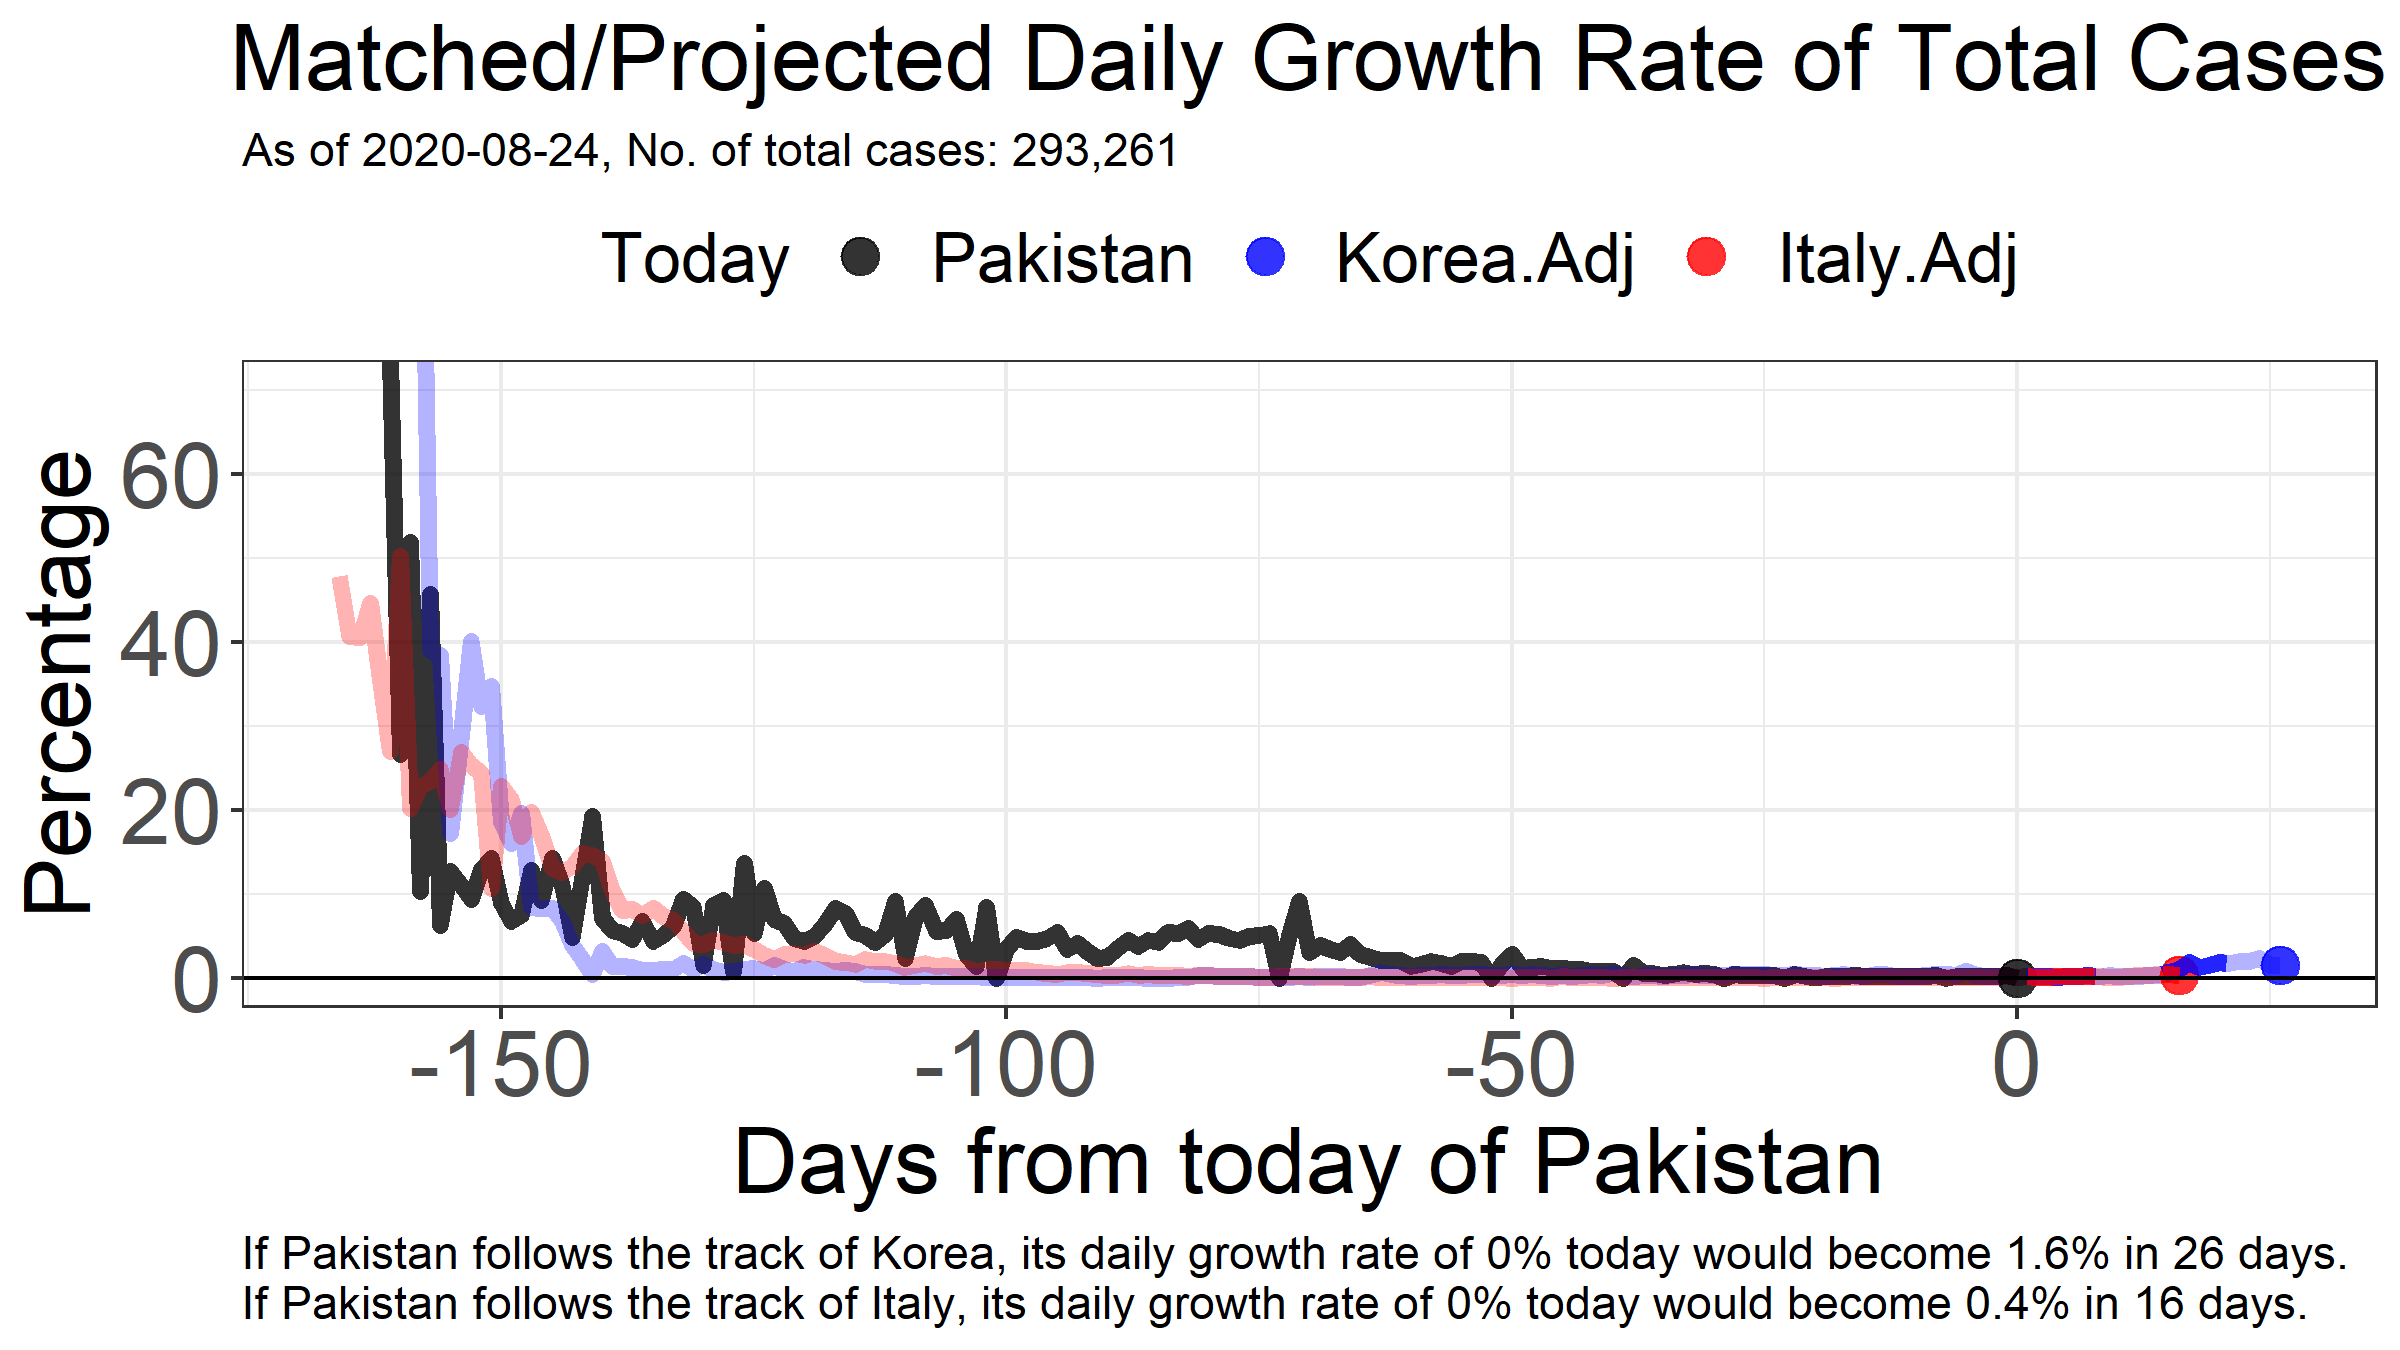 Matched/Projected Daily Growth Rate of Total Cases
As of 2020-08-24, No. of total cases: 293,261
Today Pakistan Korea.Adj Italy.Adj
Percentage
60
40
20
0
-150 -100 -50 0
Days from today of Pakistan
If Pakistan follows the track of Korea, its daily growth rate of 0% today would become 1.6% in 26 days.
If Pakistan follows the track of Italy, its daily growth rate of 0% today would become 0.4% in 16 days.